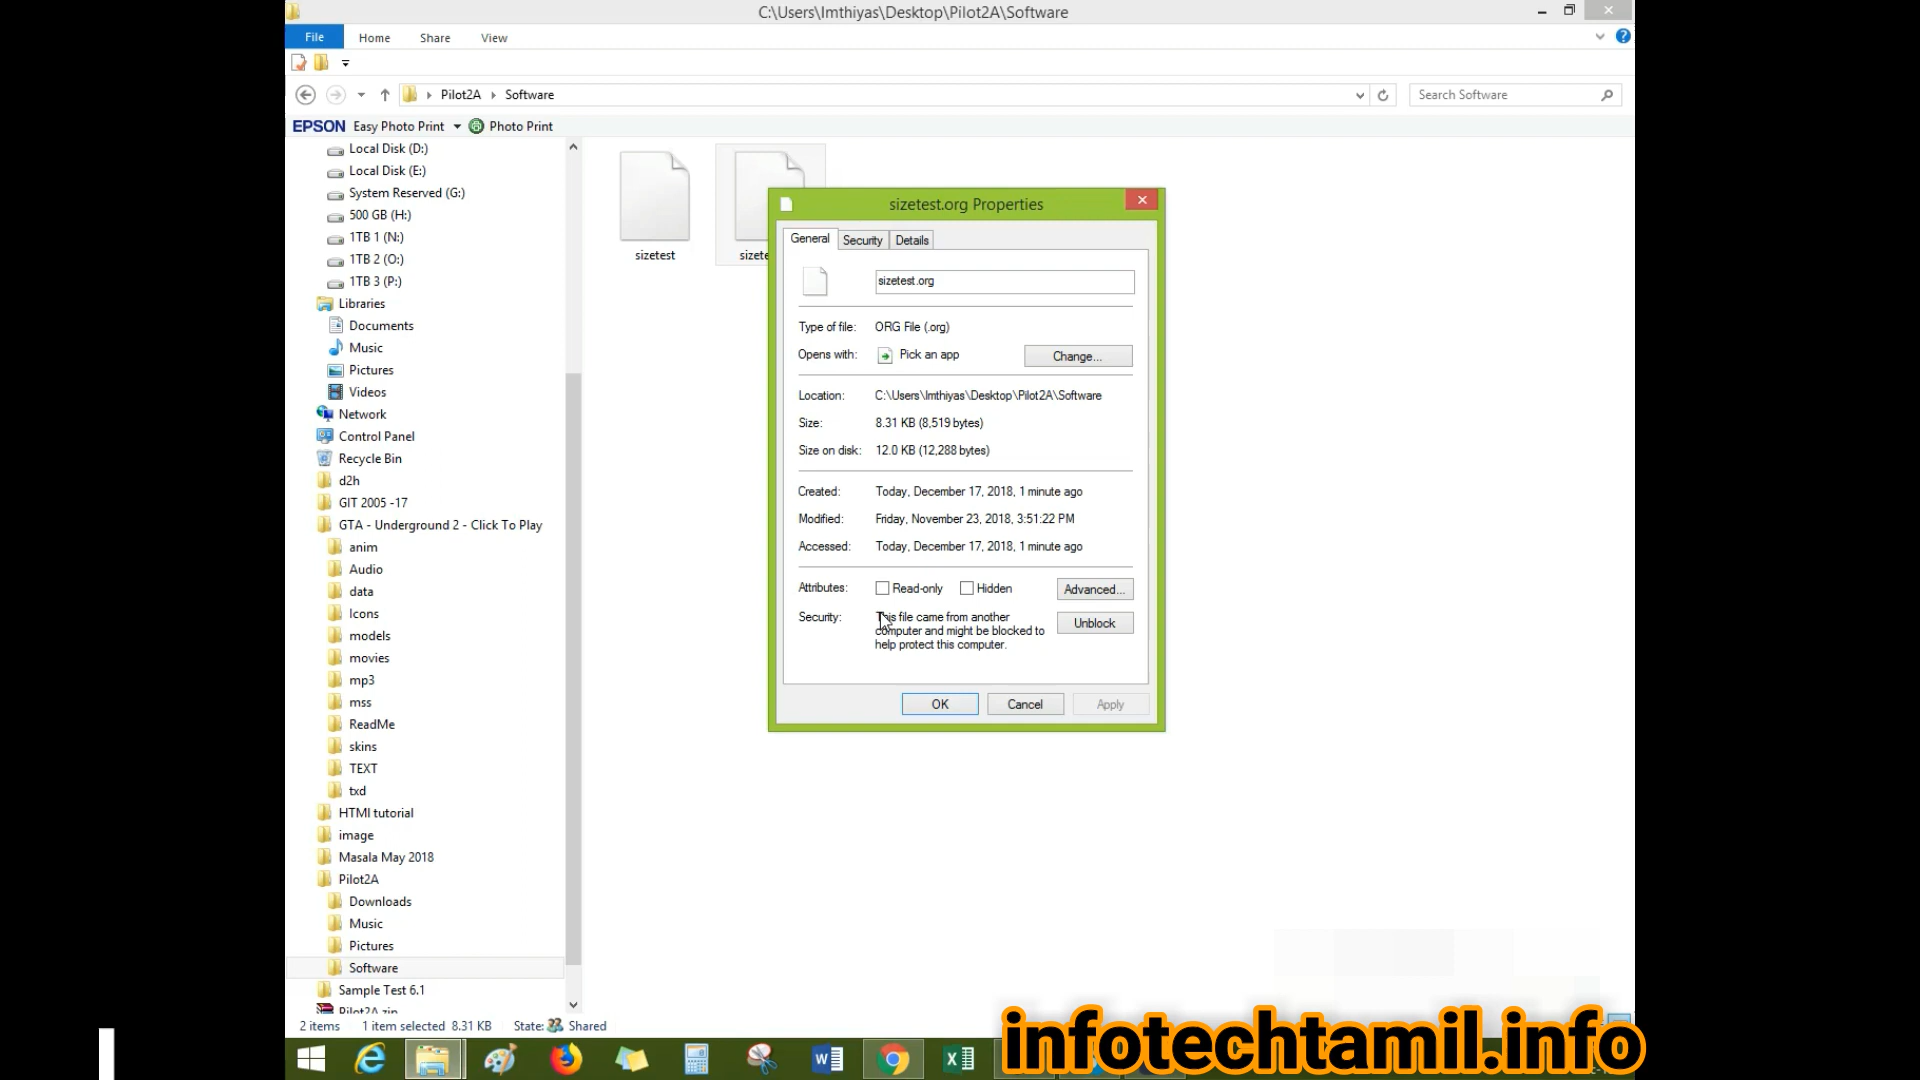 C:\Users\Imthiyas\Desktop\Pilot2A\Software
File Home Share View
Pilot2A Software
Search Software
EPSON Easy Photo Print Photo Print
Local Disk (D:)
Local Disk (E:)
System Reserved (G:)
500 GB (H:)
1TB 1 (N:)
1TB 2 (O:)
1TB 3 (P:)
Libraries
Documents
Music
Pictures
Videos
Network
Control Panel
Recycle Bin
d2h
GIT 2005 -17
GTA - Underground 2 - Click To Play
anim
Audio
data
Icons
models
movies
mp3
mss
ReadMe
skins
TEXT
txd
HTMl tutorial
image
Masala May 2018
Pilot2A
Downloads
Music
Pictures
Software
Sample Test 6.1
Pilot2A.zip
2 items 1 item selected 8.31 KB State: Shared
sizetest
sizete
sizetest.org Properties
General Security Details
sizetest.org
Type of file: ORG File (.org)
Opens with: Pick an app Change...
Location: C:\Users\Imthiyas\Desktop\Pilot2A\Software
Size: 8.31 KB (8,519 bytes)
Size on disk: 12.0 KB (12,288 bytes)
Created: Today, December 17, 2018, 1 minute ago
Modified: Friday, November 23, 2018, 3:51:22 PM
Accessed: Today, December 17, 2018, 1 minute ago
Attributes: Read-only Hidden Advanced...
Security: This file came from another
computer and might be blocked to
help protect this computer.
Unblock
OK Cancel Apply
infotechtamil.info